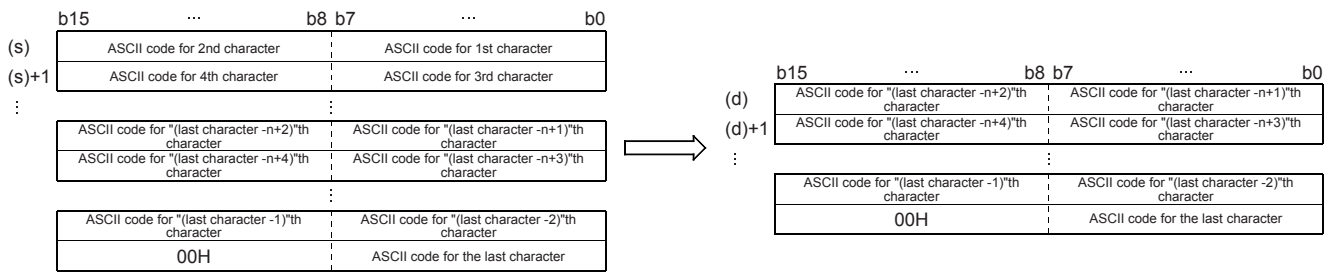 b15 ... b8 b7 ... b0
(s) ASCII code for 2nd character ASCII code for 1st character
(s)+1 ASCII code for 4th character ASCII code for 3rd character
⋮ ⋮
ASCII code for "(last character -n+2)"th character ASCII code for "(last character -n+1)"th character
ASCII code for "(last character -n+4)"th character ASCII code for "(last character -n+3)"th character
⋮
ASCII code for "(last character -1)"th character ASCII code for "(last character -2)"th character
00H ASCII code for the last character
b15 ... b8 b7 ... b0
(d) ASCII code for "(last character -n+2)"th character ASCII code for "(last character -n+1)"th character
(d)+1 ASCII code for "(last character -n+4)"th character ASCII code for "(last character -n+3)"th character
⋮ ⋮
ASCII code for "(last character -1)"th character ASCII code for "(last character -2)"th character
00H ASCII code for the last character